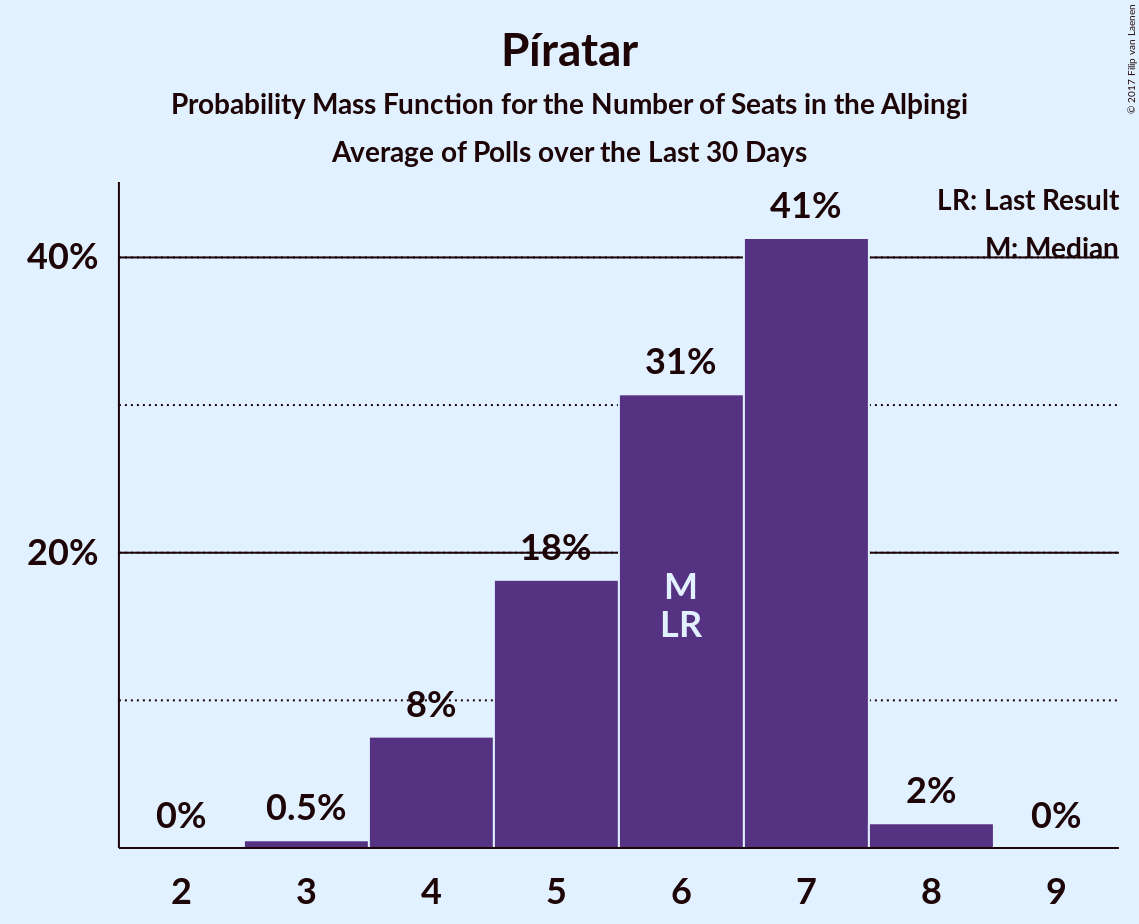 Píratar
Probability Mass Function for the Number of Seats in the Alþingi
Average of Polls over the Last 30 Days
© 2017 Filip van Laenen
LR: Last Result
M: Median
40%
20%
0%
0.5%
8%
18%
31%
41%
2%
0%
M
LR
2 3 4 5 6 7 8 9